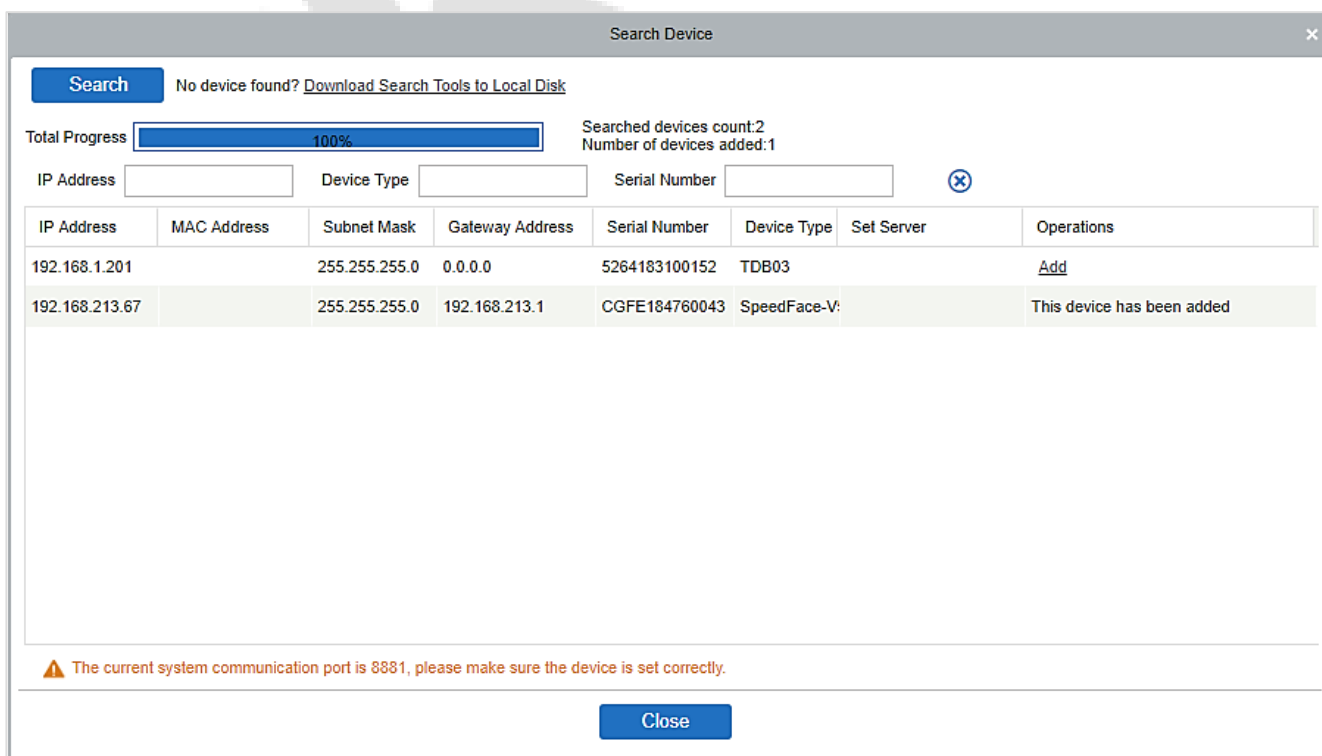 Search Device
Search No device found? Download Search Tools to Local Disk
Total Progress 100% Searched devices count:2
Number of devices added:1
IP Address Device Type Serial Number
IP Address MAC Address Subnet Mask Gateway Address Serial Number Device Type Set Server Operations
192.168.1.201 255.255.255.0 0.0.0.0 5264183100152 TDB03 Add
192.168.213.67 255.255.255.0 192.168.213.1 CGFE184760043 SpeedFace-V This device has been added
The current system communication port is 8881, please make sure the device is set correctly.
Close